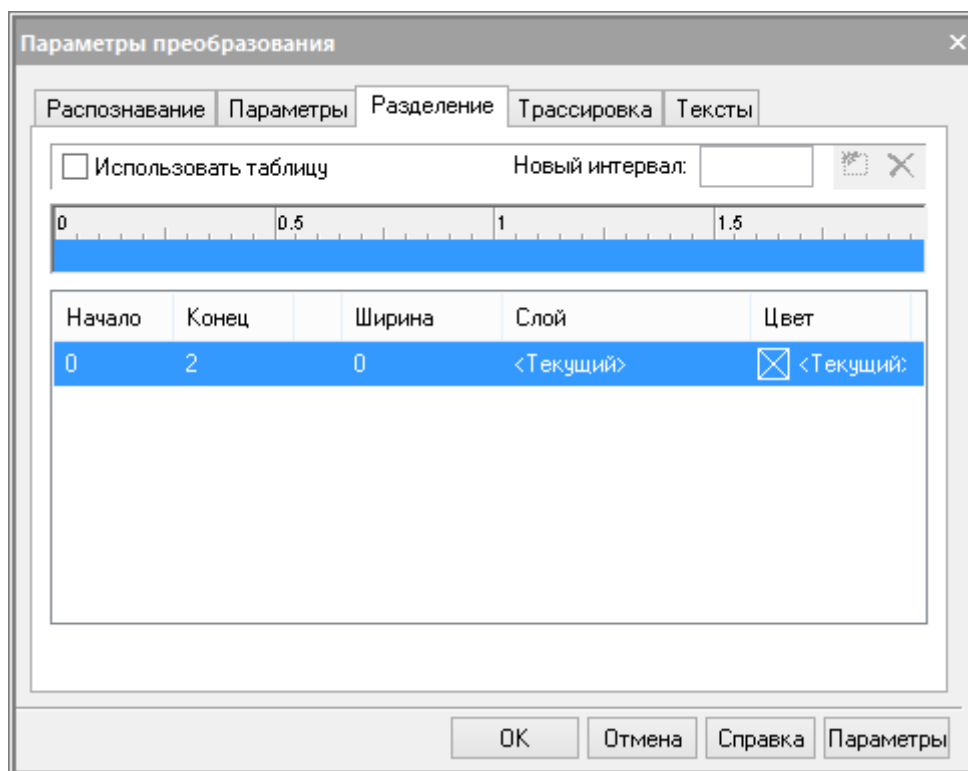 Параметры преобразования
Распознавание Параметры Разделение Трассировка Тексты
Использовать таблицу Новый интервал:
0 0.5 1 1.5
Начало Конец Ширина Слой Цвет
0 2 0 <Текущий> <Текущий>
OK Отмена Справка Параметры